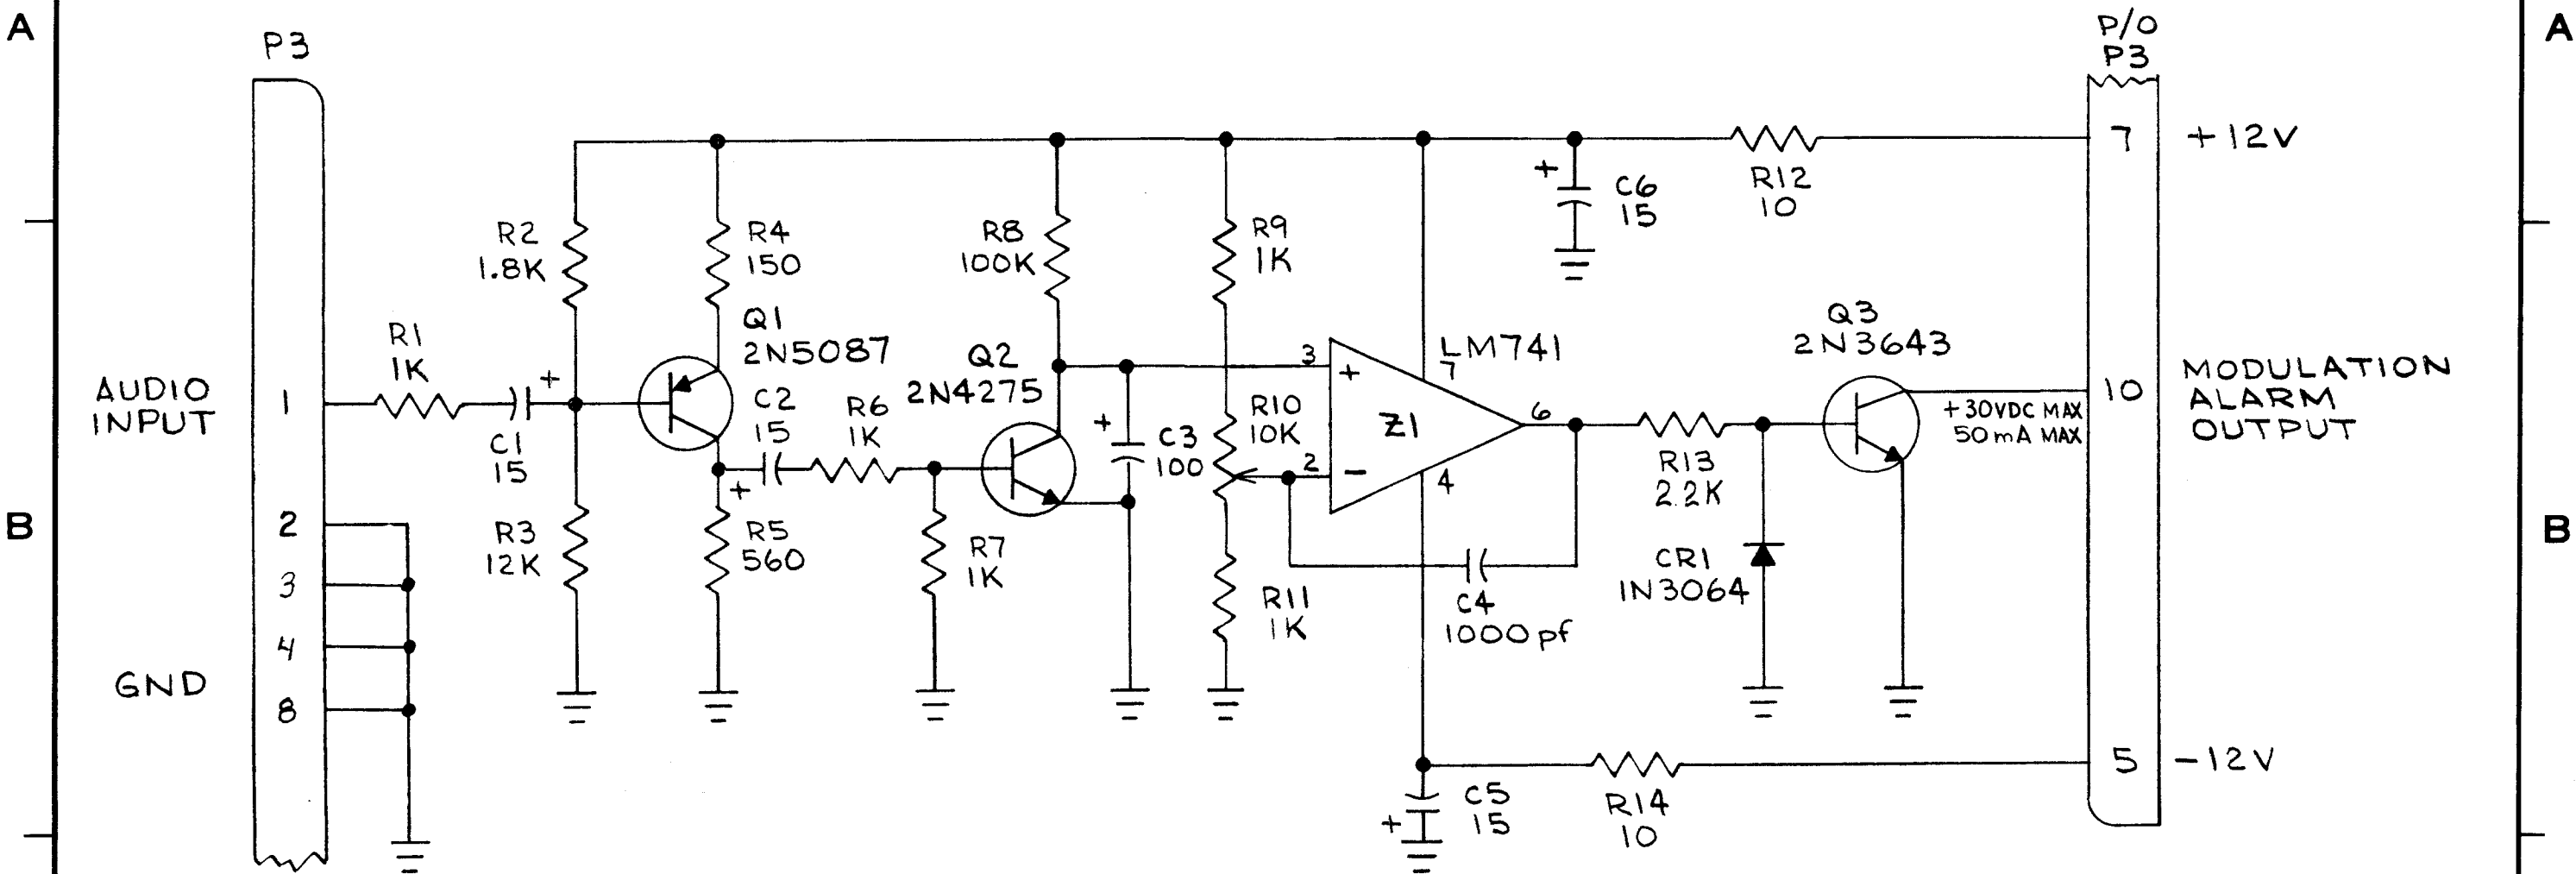 A
A
P3
P/O
P3
7
+12V
R12
10
+
C6
15
R2
1.8K
R4
150
R8
100K
R9
1K
Q1
2N5087
Q2
2N4275
LM741
7
Q3
2N3643
R1
1K
AUDIO
INPUT
1
+
C1
15
C2
15
+
R6
1K
+
C3
100
R10
10K
3
+
Z1
2
-
6
4
R13
2.2K
10
+30VDC MAX
50mA MAX
MODULATION
ALARM
OUTPUT
B
B
2
3
4
8
GND
R3
12K
R5
560
R7
1K
R11
1K
C4
1000pf
CR1
1N3064
5
-12V
+
C5
15
R14
10